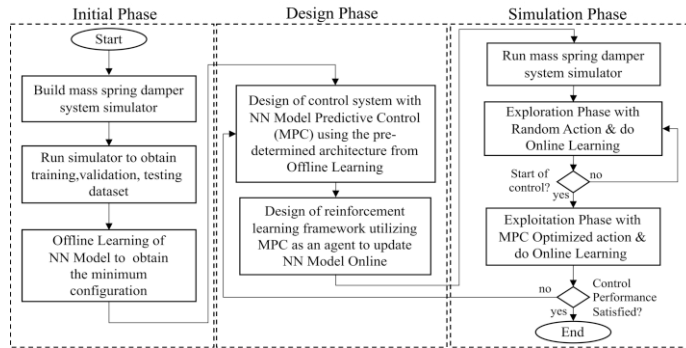 Initial Phase
Start
Build mass spring damper
system simulator
Run simulator to obtain
training,validation, testing
dataset
Offline Learning of
NN Model to obtain
the minimum
configuration
Design Phase
Design of control system with
NN Model Predictive Control
(MPC) using the pre-
determined architecture from
Offline Learning
Design of reinforcement
learning framework utilizing
MPC as an agent to update
NN Model Online
Simulation Phase
Run mass spring damper
system simulator
Exploration Phase with
Random Action & do
Online Learning
Start of
control?
no
yes
Exploitation Phase with
MPC Optimized action &
do Online Learning
no
Control
Performance
Satisfied?
yes
End